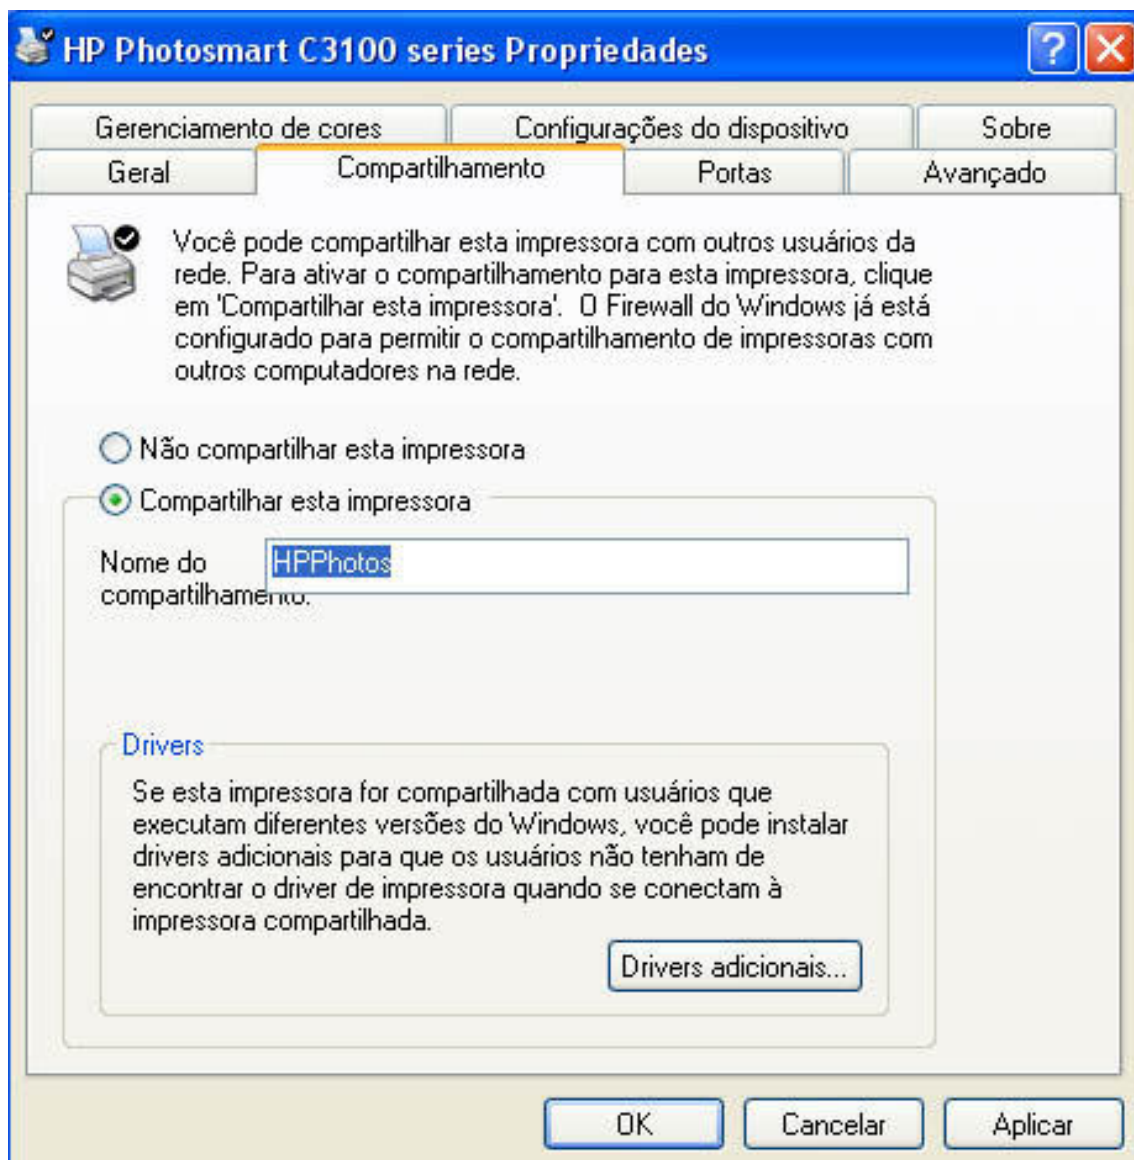 HP Photosmart C3100 series Propriedades
Gerenciamento de cores Configurações do dispositivo Sobre
Geral Compartilhamento Portas Avançado
Você pode compartilhar esta impressora com outros usuários da
rede. Para ativar o compartilhamento para esta impressora, clique
em 'Compartilhar esta impressora'. O Firewall do Windows já está
configurado para permitir o compartilhamento de impressoras com
outros computadores na rede.
Não compartilhar esta impressora
Compartilhar esta impressora
Nome do HPPhotos
compartilhamento:
Drivers
Se esta impressora for compartilhada com usuários que
executam diferentes versões do Windows, você pode instalar
drivers adicionais para que os usuários não tenham de
encontrar o driver de impressora quando se conectam à
impressora compartilhada.
Drivers adicionais...
OK Cancelar Aplicar